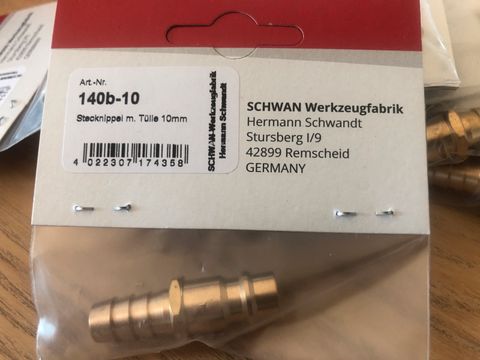 Art.-Nr.
140b-10
Stecknippel m. Tülle 10mm
4 022307 174358
SCHWAN-Werkzeugfabrik
Hermann Schwandt
SCHWAN Werkzeugfabrik
Hermann Schwandt
Stursberg I/9
42899 Remscheid
GERMANY